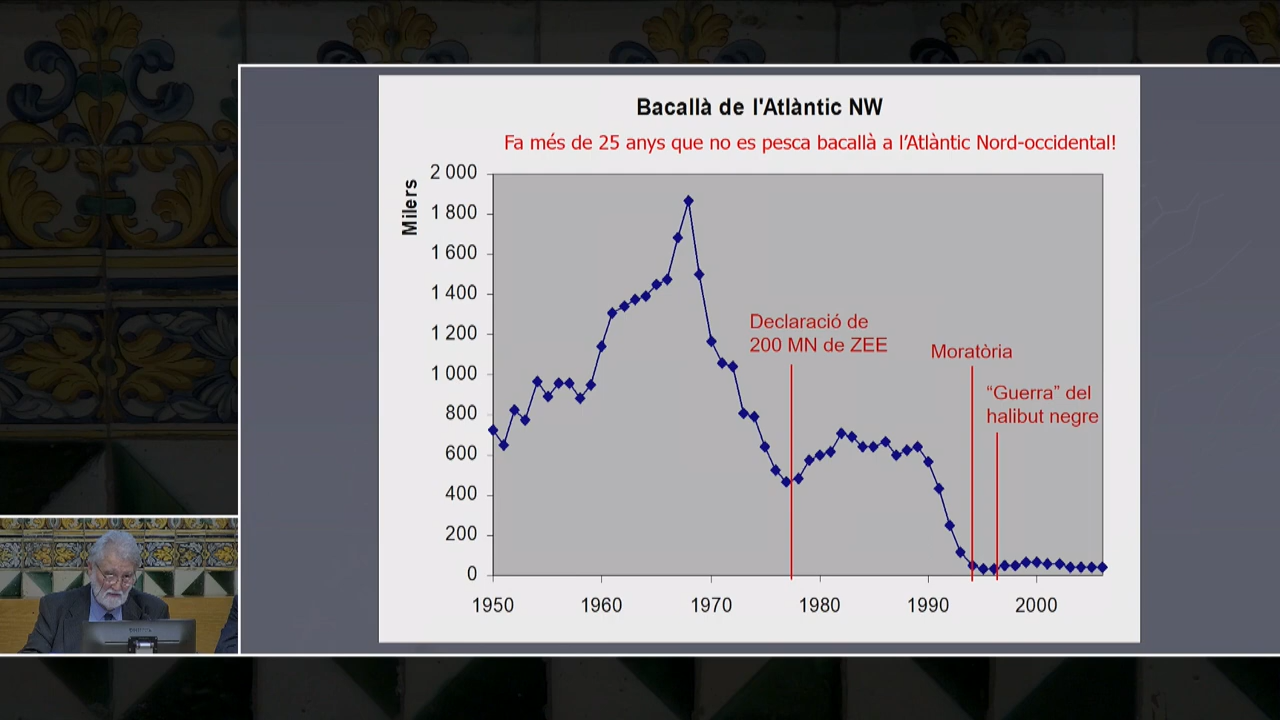 Bacallà de l'Atlàntic NW
Fa més de 25 anys que no es pesca bacallà a l'Atlàntic Nord-occidental!
Milers
2 000
1 800
1 600
1 400
1 200
1 000
800
600
400
200
0
Declaració de
200 MN de ZEE
Moratòria
“Guerra” del
halibut negre
1950 1960 1970 1980 1990 2000